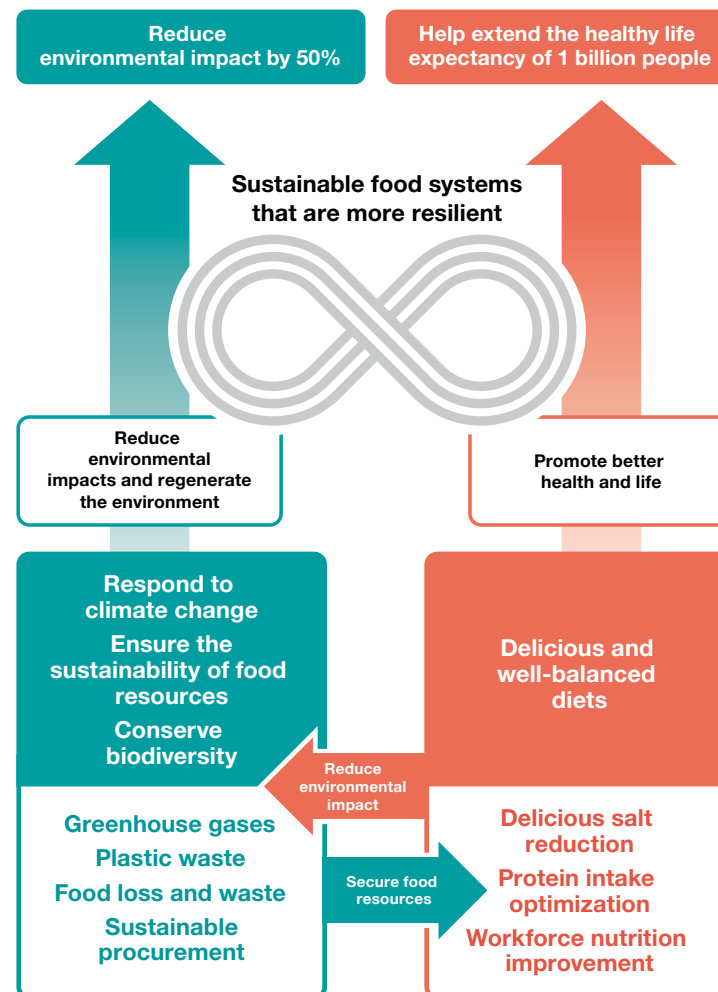 Reduce
environmental impact by 50%
Help extend the healthy life
expectancy of 1 billion people
Sustainable food systems
that are more resilient
Reduce
environmental
impacts and regenerate
the environment
Promote better
health and life
Respond to
climate change
Ensure the
sustainability of food
resources
Conserve
biodiversity
Delicious and
well-balanced
diets
Reduce
environmental
impact
Greenhouse gases
Plastic waste
Food loss and waste
Sustainable
procurement
Secure food
resources
Delicious salt
reduction
Protein intake
optimization
Workforce nutrition
improvement